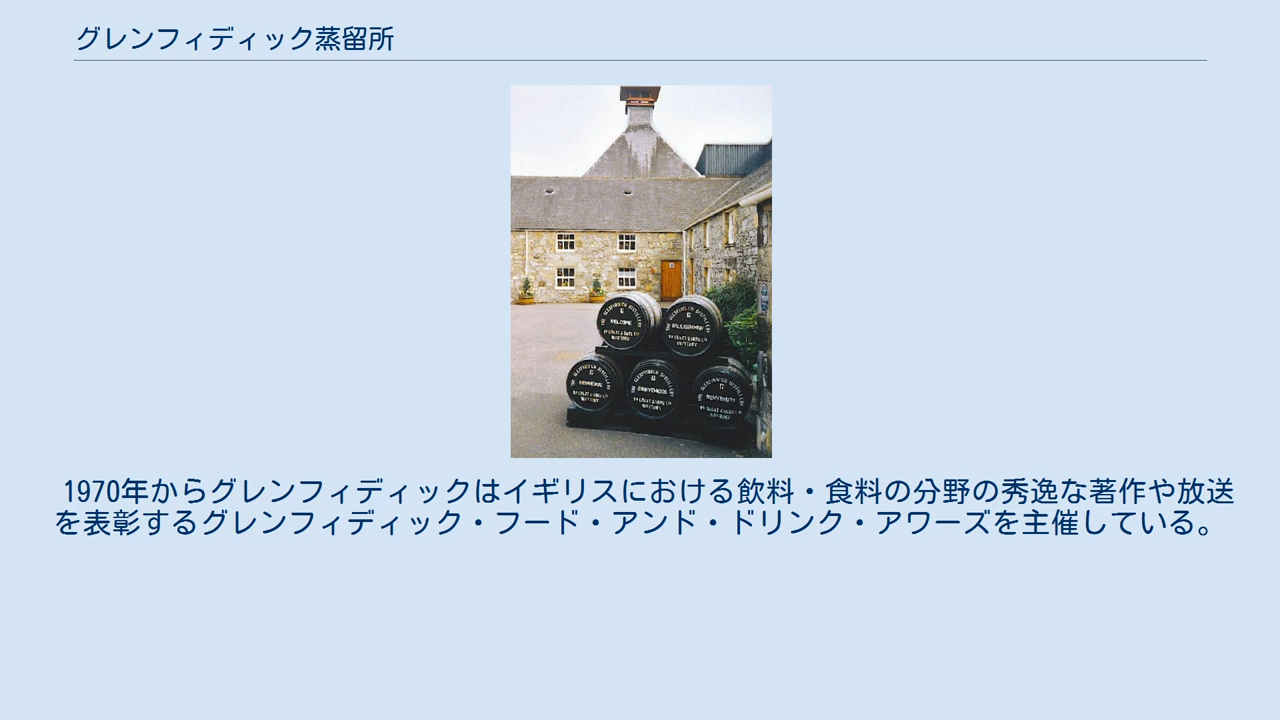 グレンフィディック蒸留所
WELCOME
1970年からグレンフィディックはイギリスにおける飲料・食料の分野の秀逸な著作や放送
を表彰するグレンフィディック・フード・アンド・ドリンク・アワーズを主催している。